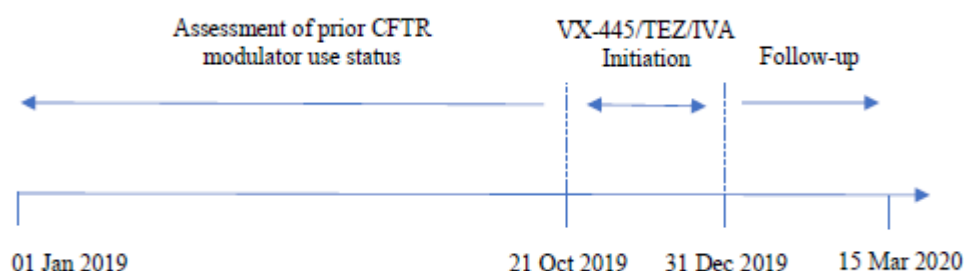 Assessment of prior CFTR
modulator use status
VX-445/TEZ/IVA
Initiation
Follow-up
01 Jan 2019
21 Oct 2019
31 Dec 2019
15 Mar 2020